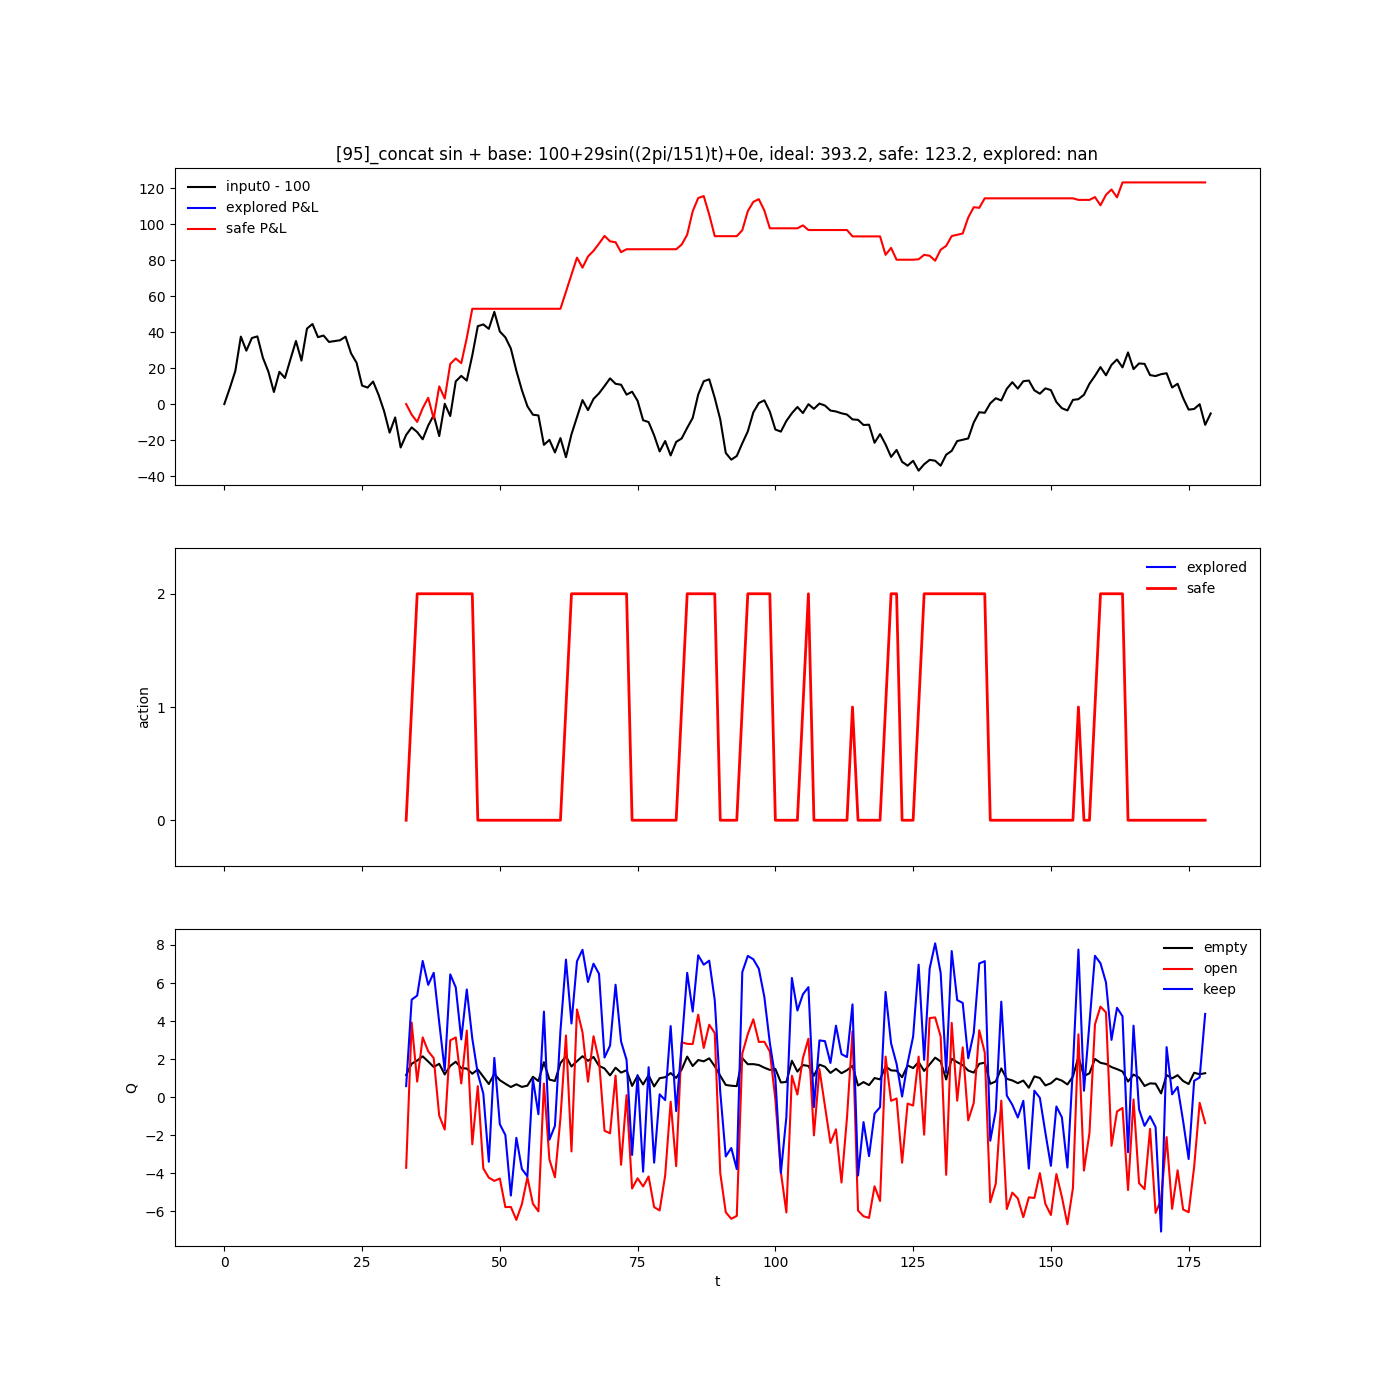 [95]_concat sin + base: 100+29sin((2pi/151)t)+0e, ideal: 393.2, safe: 123.2, explored: nan
input0 - 100
explored P&L
safe P&L
120
100
80
60
40
20
0
−20
−40
explored
safe
2
1
0
action
empty
open
keep
8
6
4
2
0
−2
−4
−6
Q
0 25 50 75 100 125 150 175
t